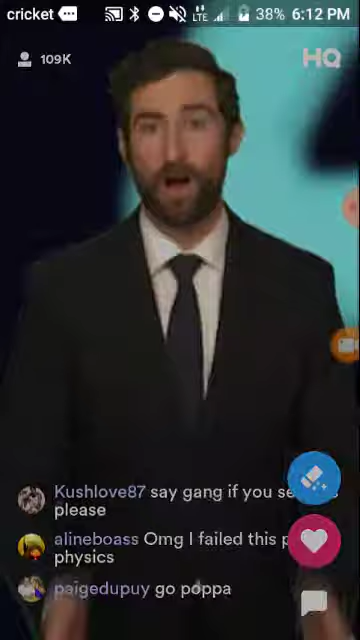 cricket LTE 38% 6:12 PM
109K HQ
Kushlove87 say gang if you
please
alineboass Omg I failed this
physics
paigedupuy go poppa